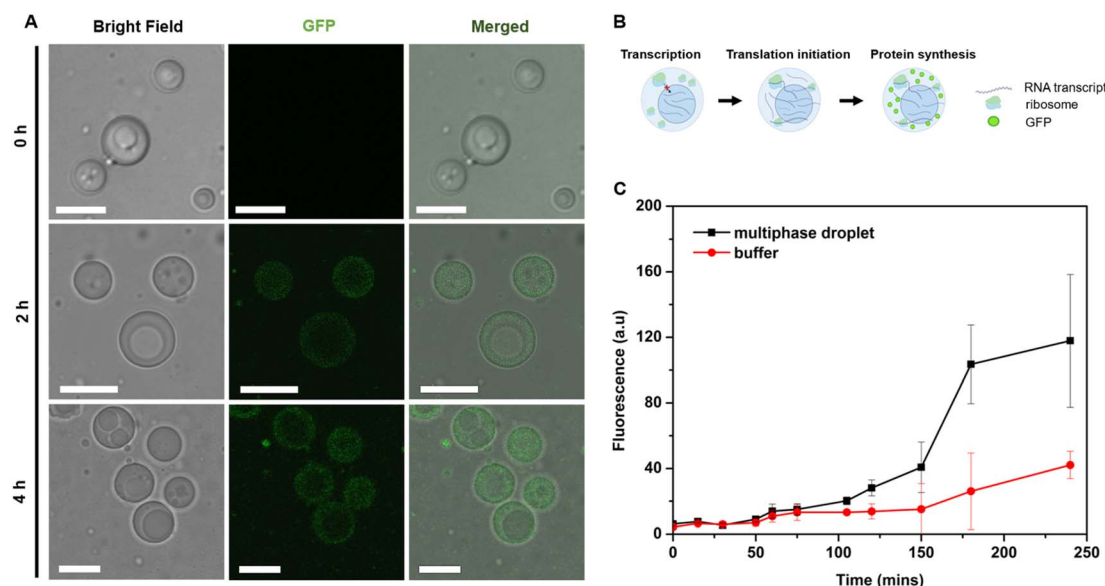 A
Bright Field
GFP
Merged
0 h
2 h
4 h
B
Transcription
Translation initiation
Protein synthesis
RNA transcript
ribosome
GFP
C
200
160
120
80
40
0
Fluorescence (a.u)
multiphase droplet
buffer
0
50
100
150
200
250
Time (mins)